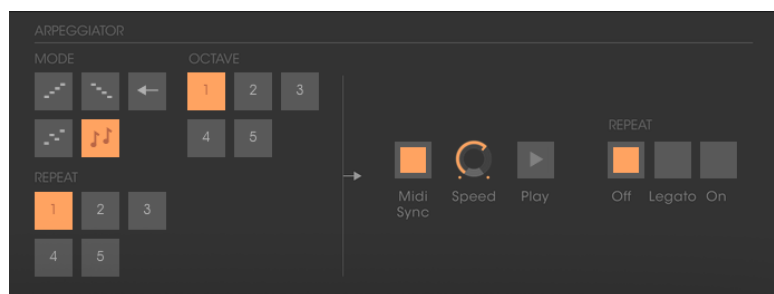 ARPEGGIATOR
MODE
OCTAVE
1 2 3
4 5
REPEAT
1 2 3
4 5
Midi Sync
Speed
Play
REPEAT
Off Legato On